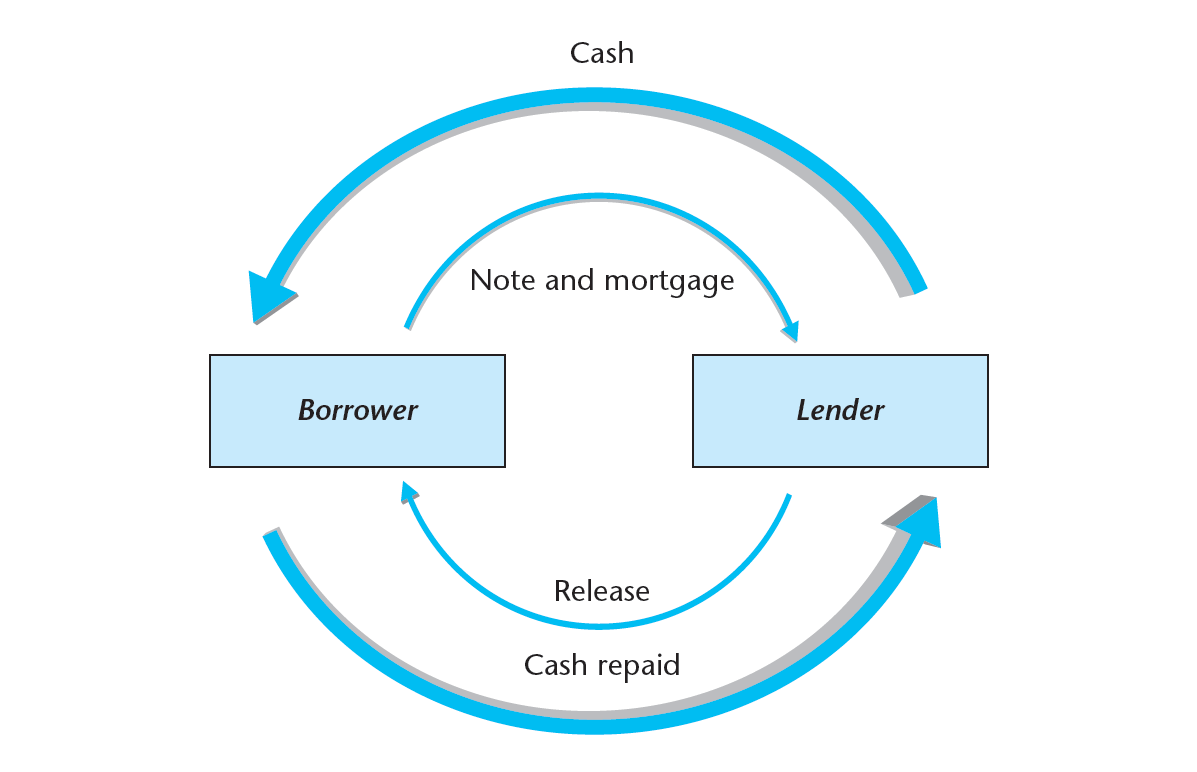 Cash
Note and mortgage
Borrower
Lender
Release
Cash repaid